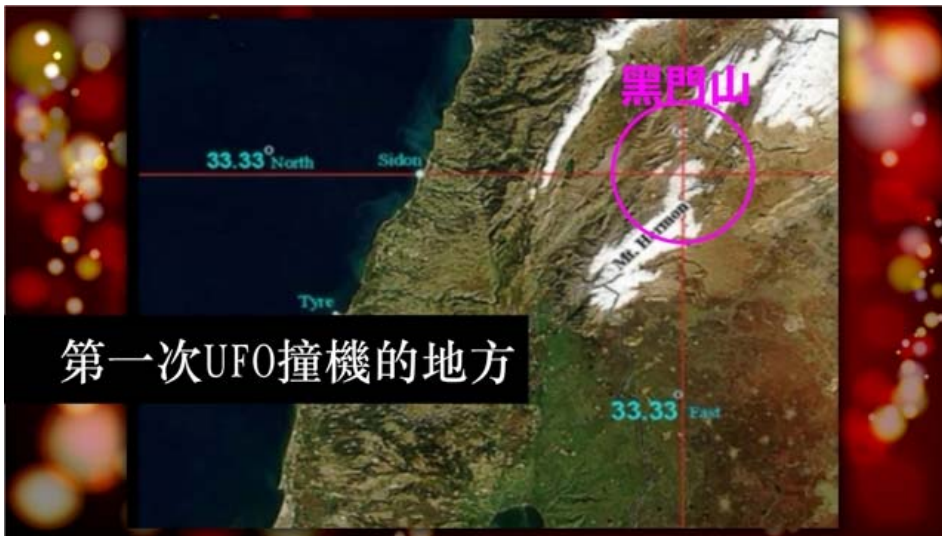 黑門山
33.33° North
Sidon
Mt. Hermon
Tyre
第一次UFO撞機的地方
33.33° East